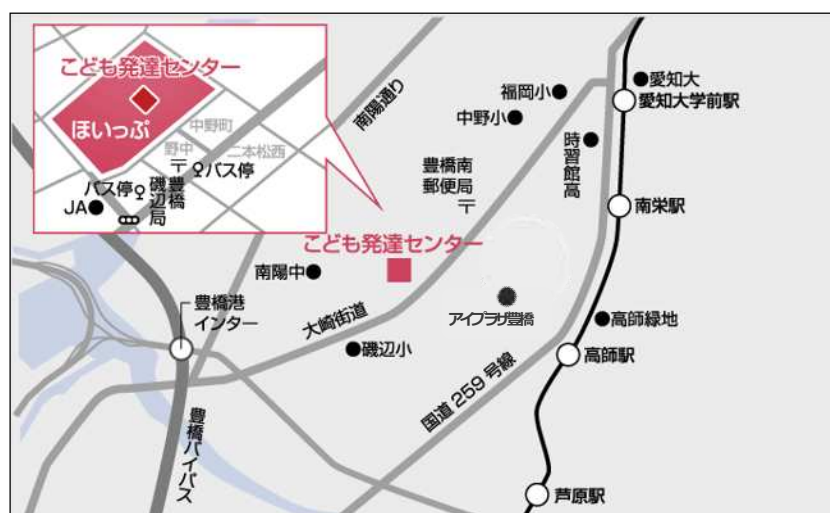 こども発達センター
ほいっぷ
中野町
野中
二本松西
〒
バス停
バス停
豊橋
磯辺局
JA
南陽通り
福岡小
中野小
愛知大
愛知大学前駅
時習館高
豊橋南
郵便局
〒
南栄駅
こども発達センター
南陽中
豊橋港
インター
大崎街道
アイプラザ豊橋
高師緑地
磯辺小
高師駅
国道259号線
豊橋バイパス
芦原駅